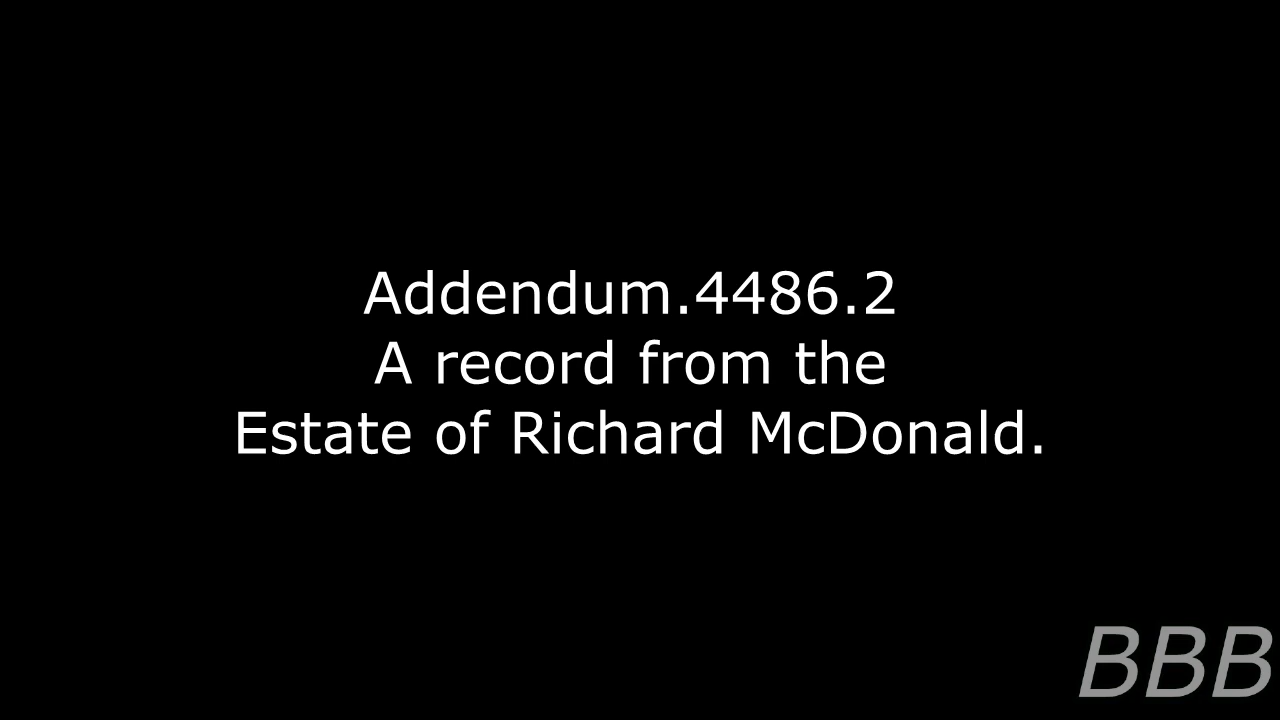 Addendum.4486.2
A record from the
Estate of Richard McDonald.
BBB